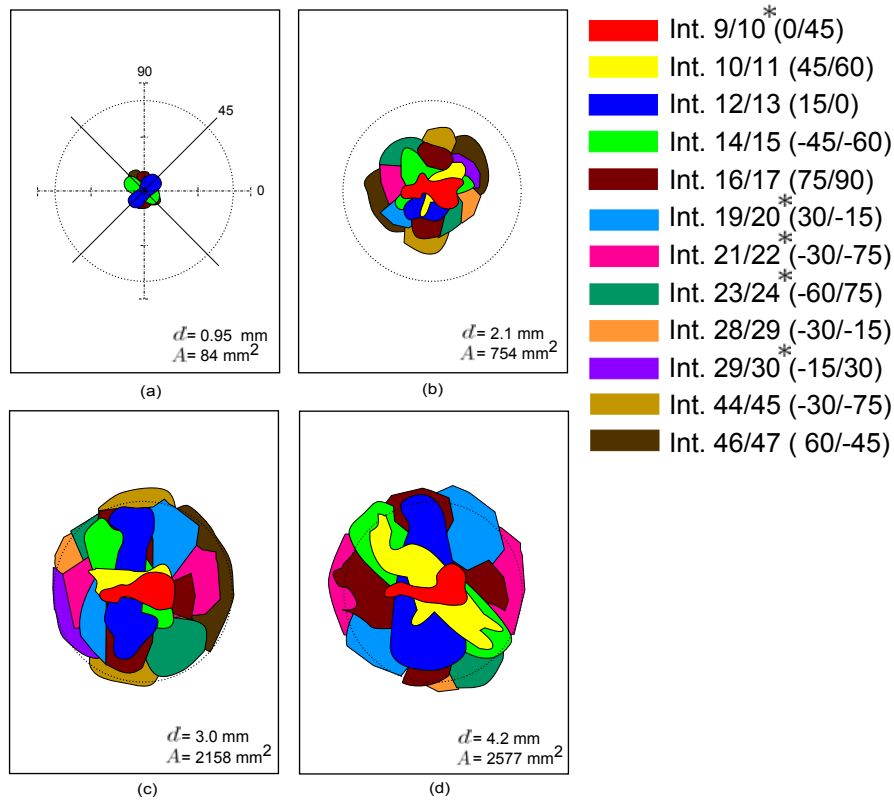 90
45
0
d = 0.95 mm
A = 84 mm²
(a)
d = 2.1 mm
A = 754 mm²
(b)
d = 3.0 mm
A = 2158 mm²
(c)
d = 4.2 mm
A = 2577 mm²
(d)
Int. 9/10*(0/45)
Int. 10/11 (45/60)
Int. 12/13 (15/0)
Int. 14/15 (-45/-60)
Int. 16/17 (75/90)
Int. 19/20*(30/-15)
Int. 21/22*(-30/-75)
Int. 23/24*(-60/75)
Int. 28/29 (-30/-15)
Int. 29/30*(-15/30)
Int. 44/45 (-30/-75)
Int. 46/47 ( 60/-45)